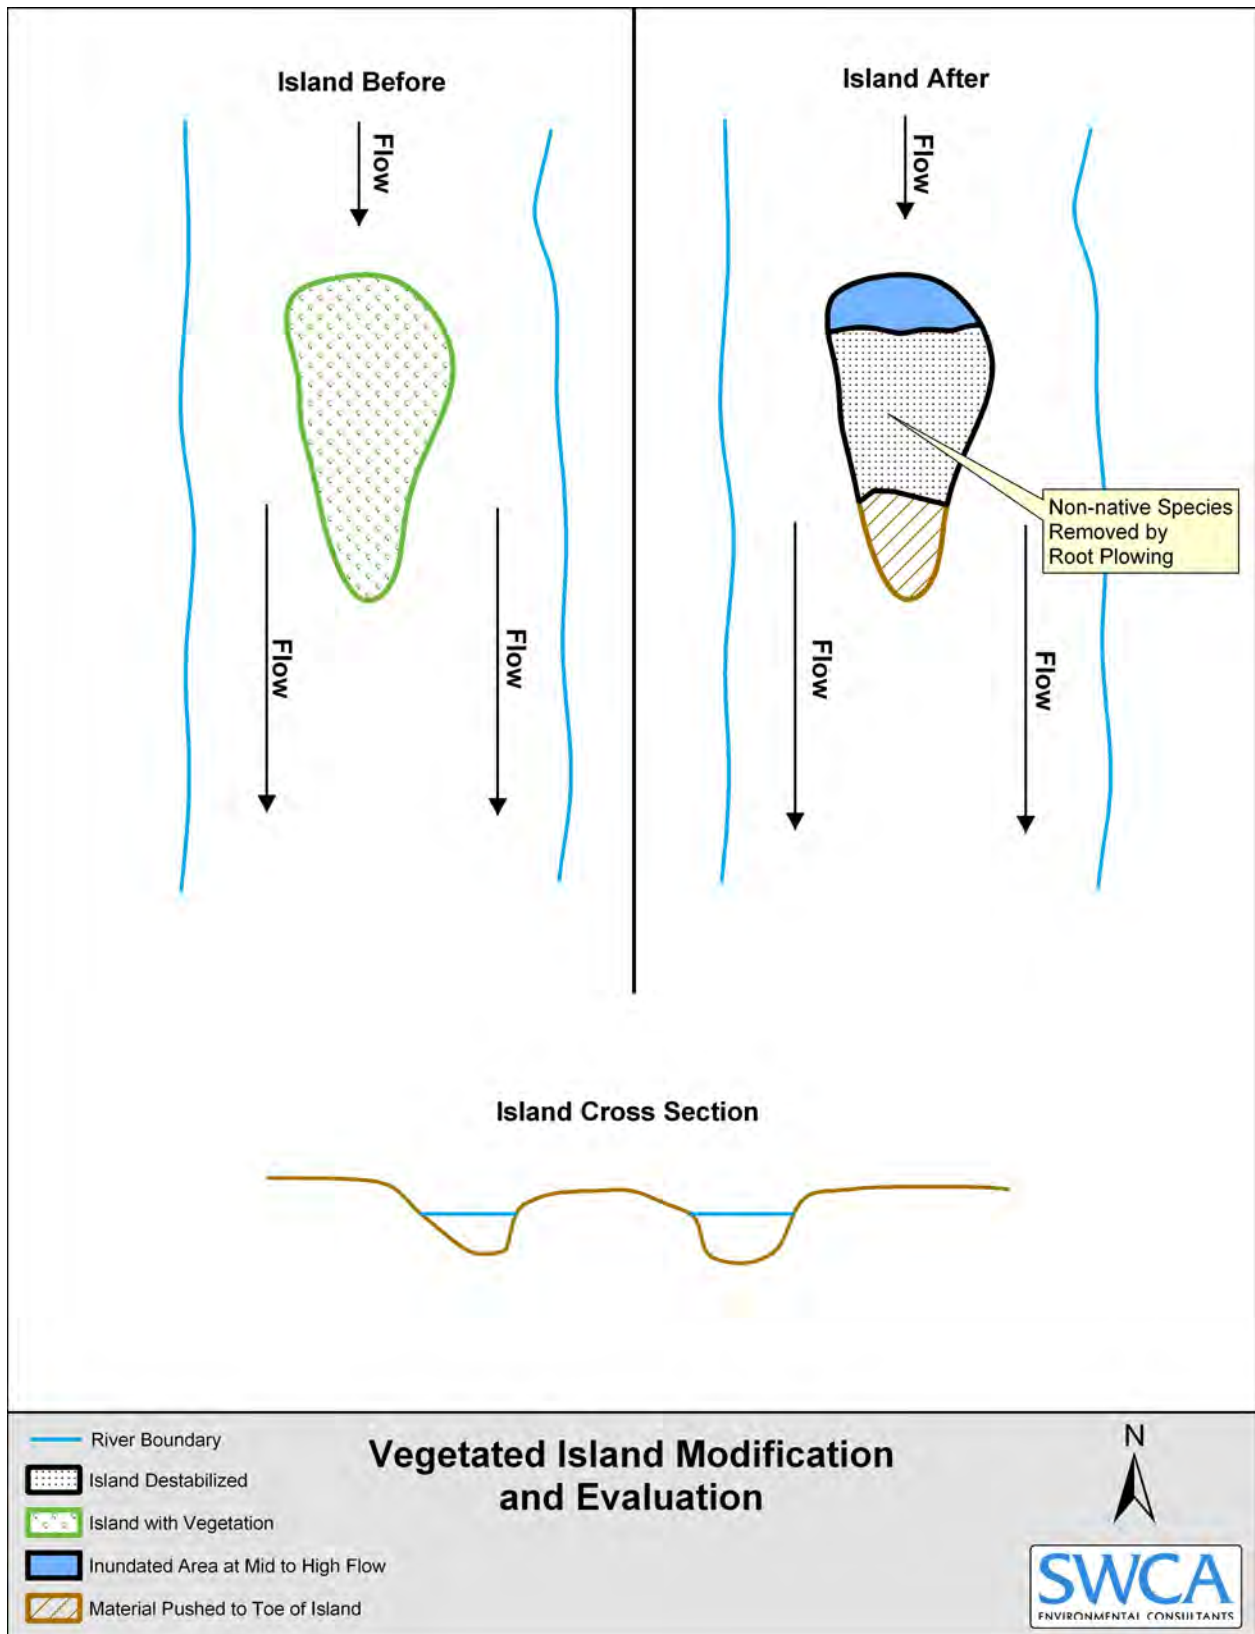 Island Before
Island After
Flow
Flow
Non-native Species
Removed by
Root Plowing
Flow
Flow
Flow
Flow
Island Cross Section
River Boundary
Island Destabilized
Island with Vegetation
Inundated Area at Mid to High Flow
Material Pushed to Toe of Island
Vegetated Island Modification
and Evaluation
N
SWCA
ENVIRONMENTAL CONSULTANTS